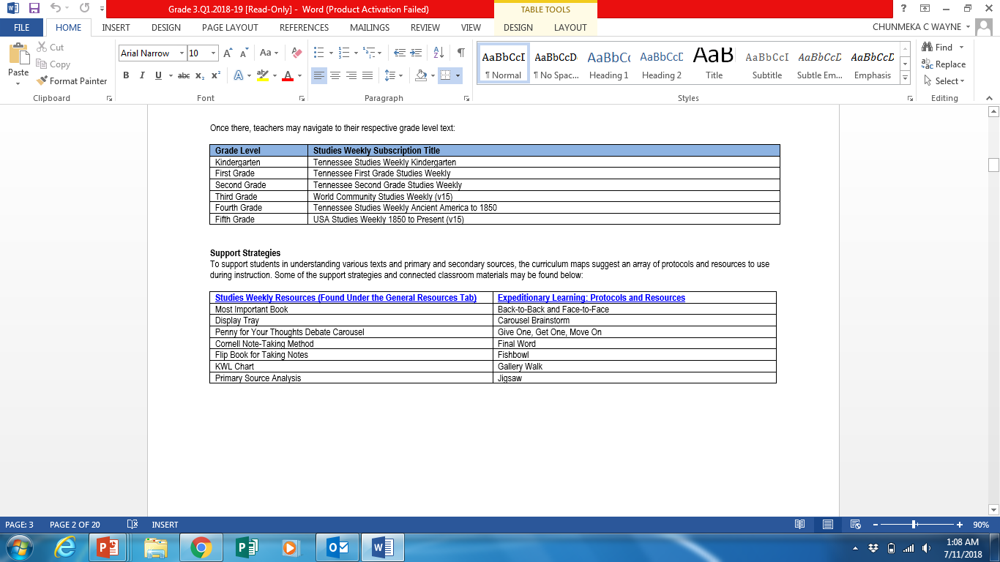 Grade 3.Q1.2018-19 [Read-Only] - Word (Product Activation Failed)
TABLE TOOLS
FILE HOME INSERT DESIGN PAGE LAYOUT REFERENCES MAILINGS REVIEW VIEW DESIGN LAYOUT CHUNMEKA C WAYNE
Paste
Cut
Copy
Format Painter
Clipboard
Arial Narrow 10
Font
Paragraph
AaBbCcI AaBbCcD AaBbCc AaBbCcD AaB AaBbCcI AaBbCcD AaBbCcD
¶ Normal ¶ No Spac... Heading 1 Heading 2 Title Subtitle Subtle Em... Emphasis
Styles
Find
Replace
Select
Editing
Once there, teachers may navigate to their respective grade level text:
Grade Level Studies Weekly Subscription Title
Kindergarten Tennessee Studies Weekly Kindergarten
First Grade Tennessee First Grade Studies Weekly
Second Grade Tennessee Second Grade Studies Weekly
Third Grade World Community Studies Weekly (v15)
Fourth Grade Tennessee Studies Weekly Ancient America to 1850
Fifth Grade USA Studies Weekly 1850 to Present (v15)
Support Strategies
To support students in understanding various texts and primary and secondary sources, the curriculum maps suggest an array of protocols and resources to use
during instruction. Some of the support strategies and connected classroom materials may be found below:
Studies Weekly Resources (Found Under the General Resources Tab) Expeditionary Learning: Protocols and Resources
Most Important Book Back-to-Back and Face-to-Face
Display Tray Carousel Brainstorm
Penny for Your Thoughts Debate Carousel Give One, Get One, Move On
Cornell Note-Taking Method Final Word
Flip Book for Taking Notes Fishbowl
KWL Chart Gallery Walk
Primary Source Analysis Jigsaw
PAGE: 3 PAGE 2 OF 20 INSERT 90%
1:08 AM
7/11/2018